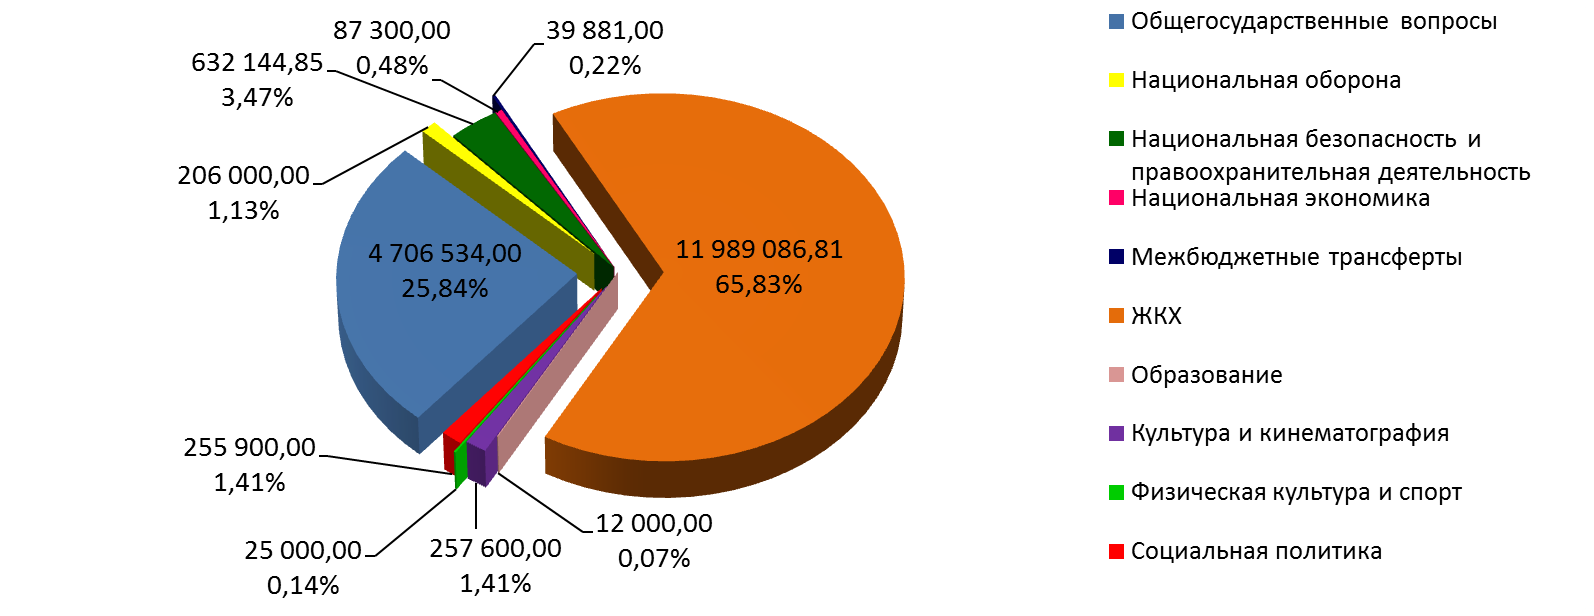 87 300,00
0,48%
39 881,00
0,22%
632 144,85
3,47%
206 000,00
1,13%
4 706 534,00
25,84%
11 989 086,81
65,83%
255 900,00
1,41%
25 000,00
0,14%
257 600,00
1,41%
12 000,00
0,07%
Общегосударственные вопросы
Национальная оборона
Национальная безопасность и
правоохранительная деятельность
Национальная экономика
Межбюджетные трансферты
ЖКХ
Образование
Культура и кинематография
Физическая культура и спорт
Социальная политика